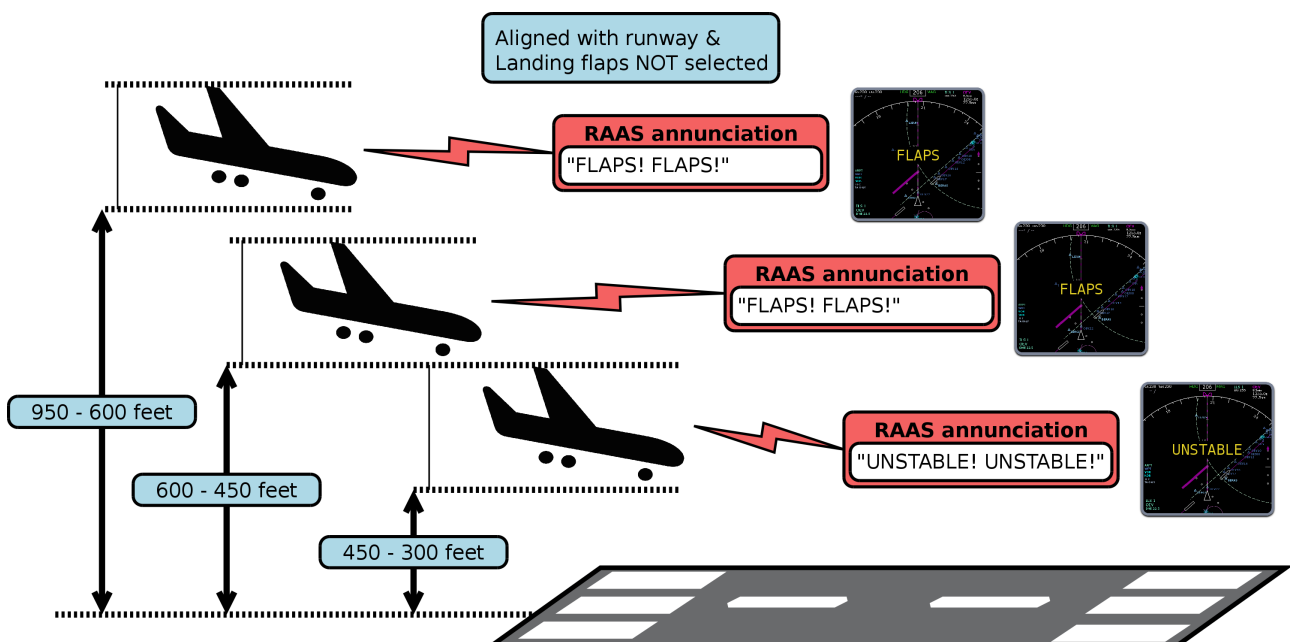 Aligned with runway &
Landing flaps NOT selected
RAAS annunciation
"FLAPS! FLAPS!"
FLAPS
RAAS annunciation
"FLAPS! FLAPS!"
FLAPS
950 - 600 feet
RAAS annunciation
"UNSTABLE! UNSTABLE!"
UNSTABLE
600 - 450 feet
450 - 300 feet